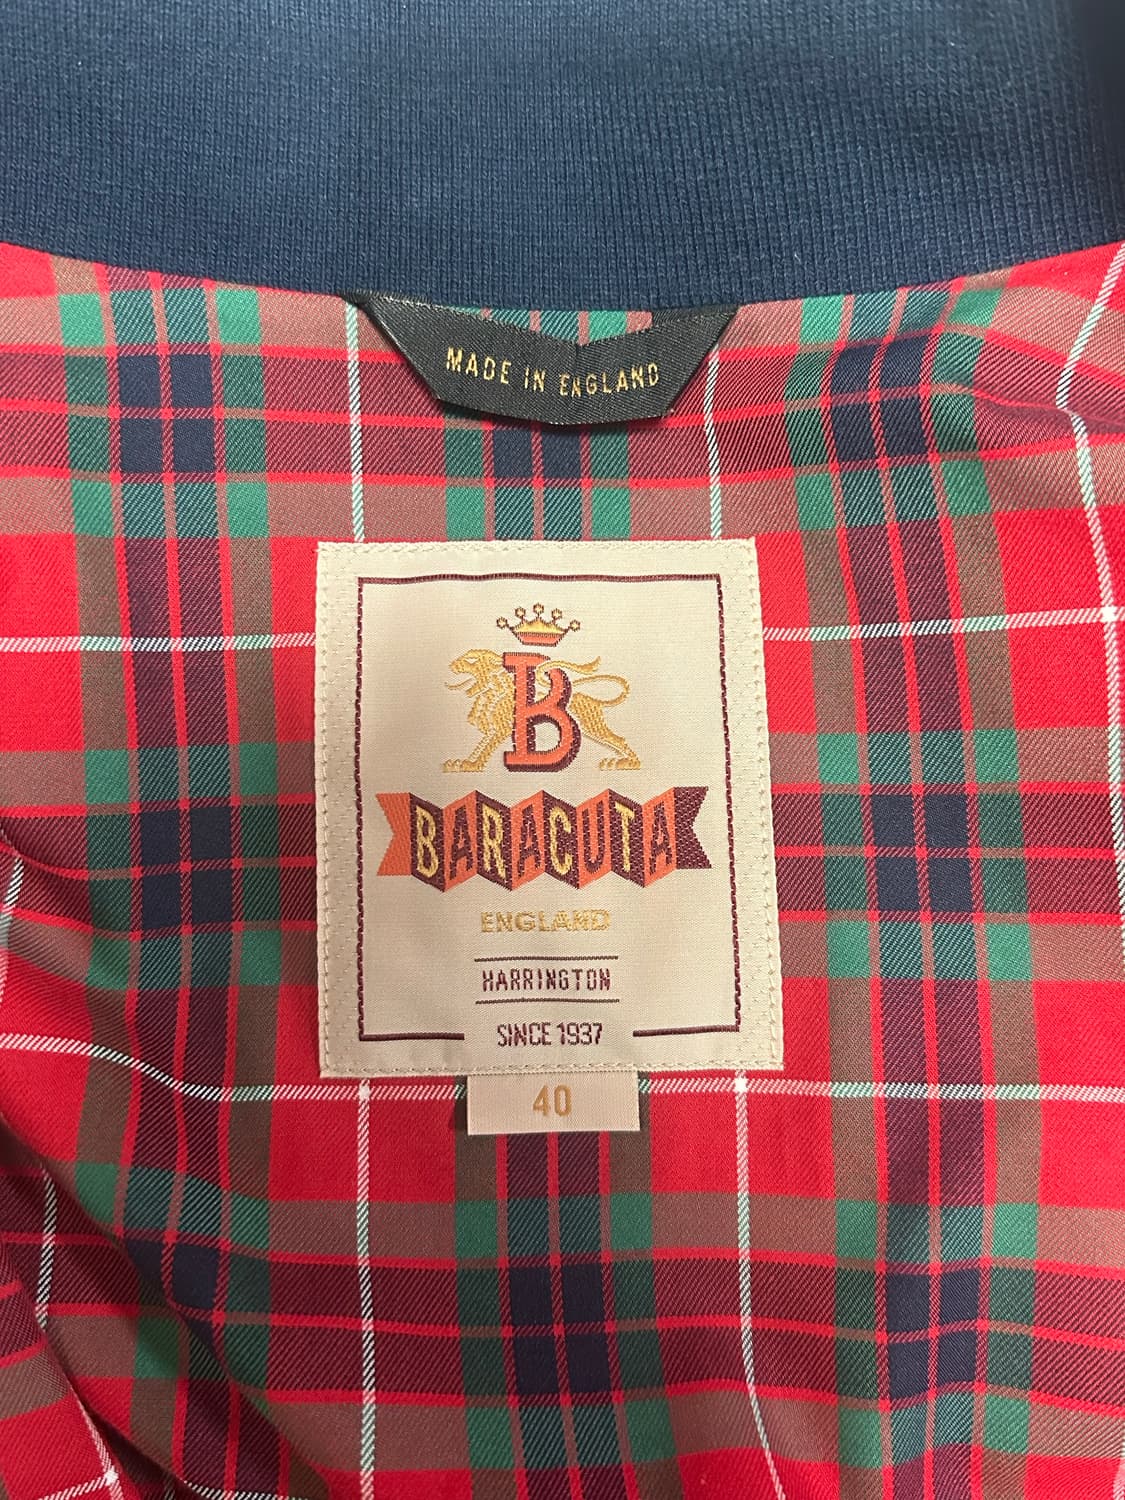 MADE IN ENGLAND
B
BARACUTA
ENGLAND
HARRINGTON
SINCE 1937
40